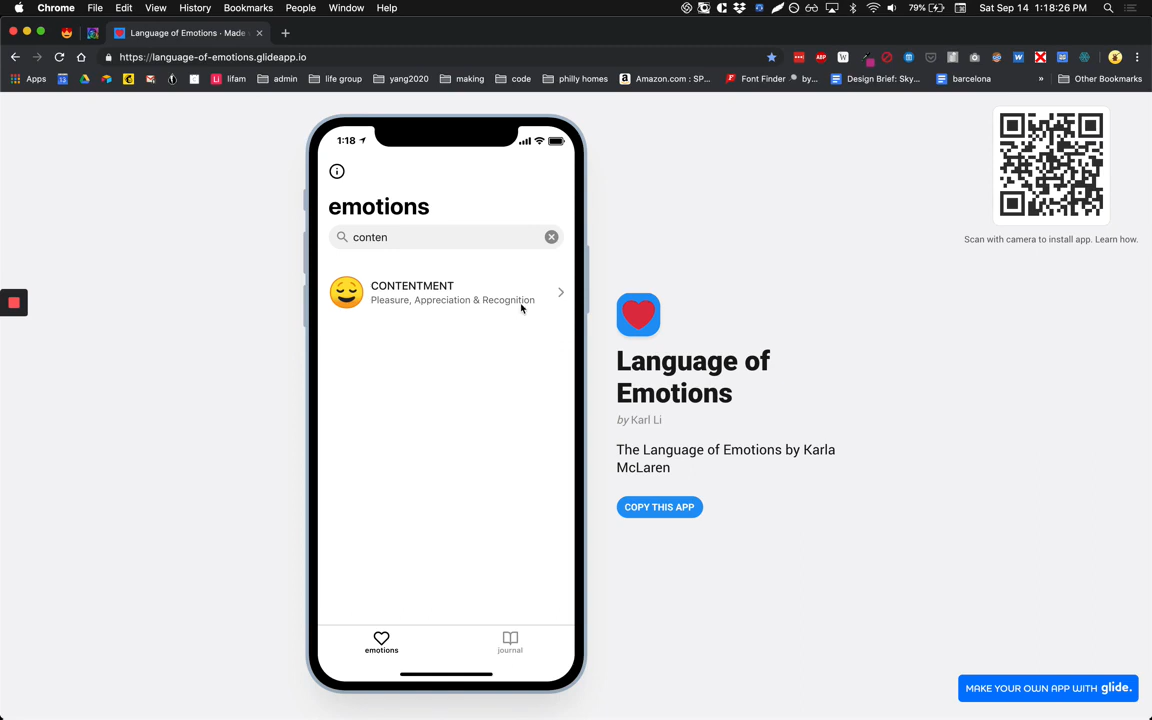 Chrome File Edit View History Bookmarks People Window Help 79% Sat Sep 14 1:18:26 PM
Language of Emotions · Made
https://language-of-emotions.glideapp.io
Apps lifam admin life group yang2020 making code philly homes Amazon.com : SP... Font Finder by... Design Brief: Sky... barcelona » Other Bookmarks
1:18
emotions
conten
CONTENTMENT
Pleasure, Appreciation & Recognition
emotions journal
Scan with camera to install app. Learn how.
Language of
Emotions
by Karl Li
The Language of Emotions by Karla
McLaren
COPY THIS APP
MAKE YOUR OWN APP WITH glide.